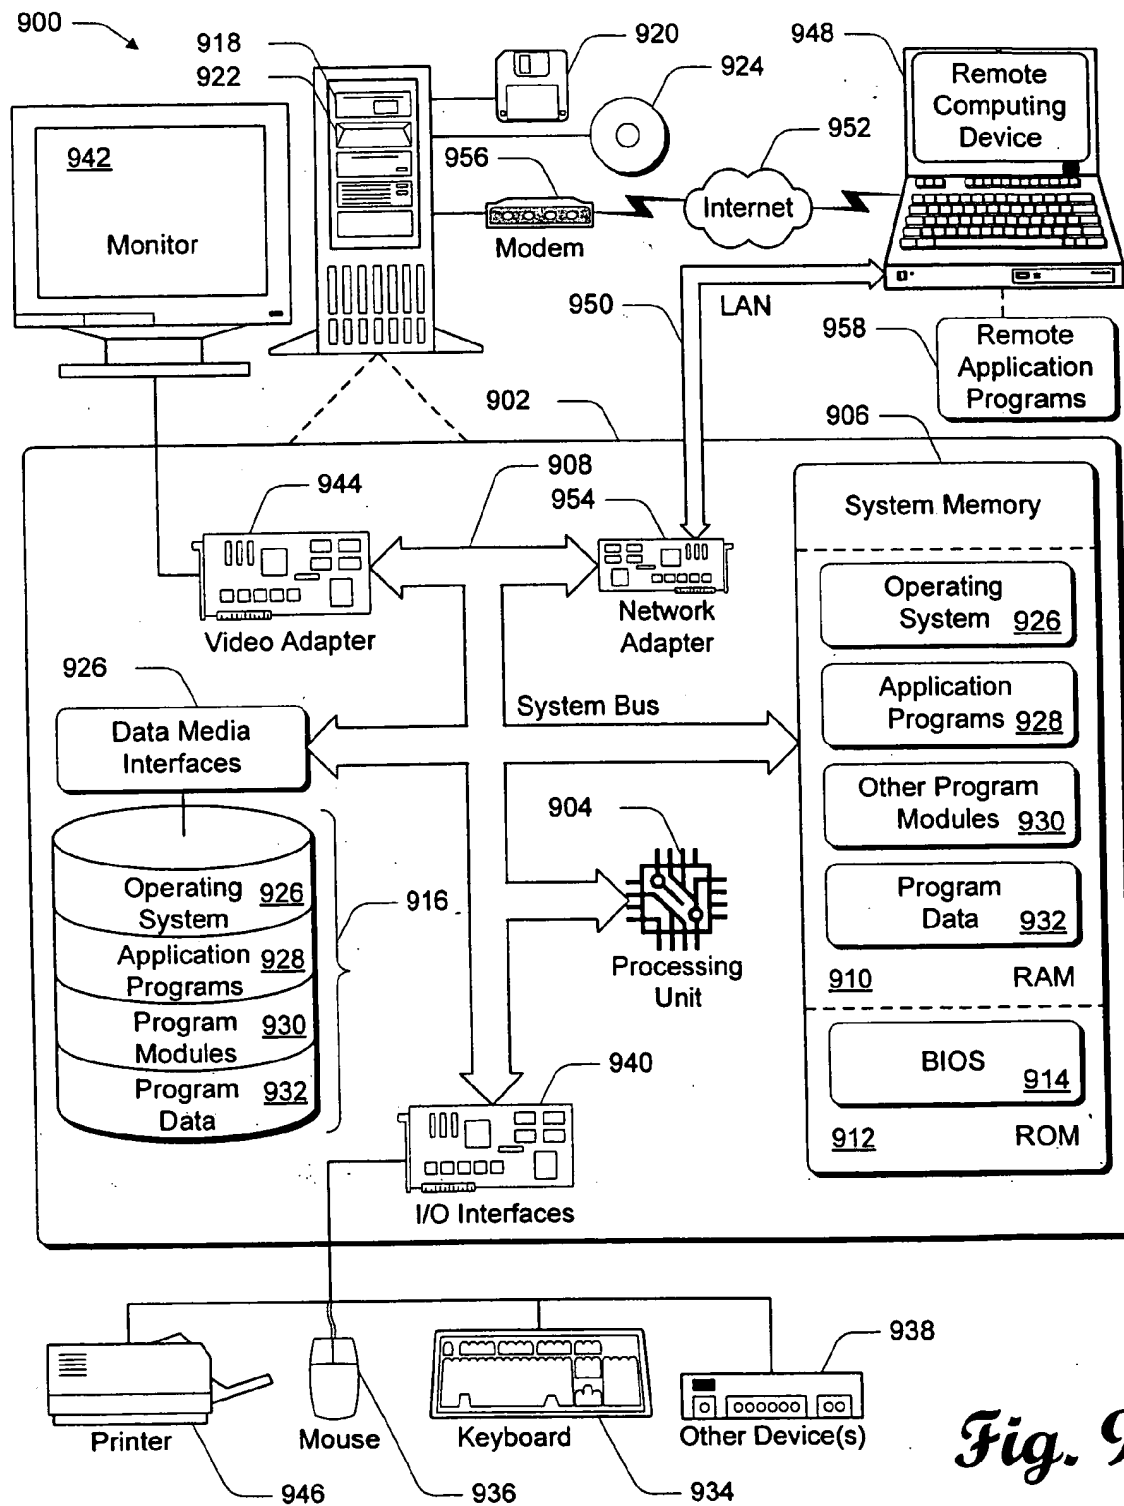 900
918
922
920
924
948
Remote
Computing
Device
942
Monitor
956
Modem
952
Internet
950
LAN
958
Remote
Application
Programs
902
906
944
908
954
Video Adapter
Network
Adapter
System Memory
Operating
System 926
Application
Programs 928
Other Program
Modules 930
Program
Data 932
910 RAM
BIOS 914
912 ROM
926
Data Media
Interfaces
System Bus
904
Processing
Unit
Operating
System 926
Application
Programs 928
Program
Modules 930
Program
Data 932
916
940
I/O Interfaces
Printer
946
Mouse
936
Keyboard
934
938
Other Device(s)
Fig. 9